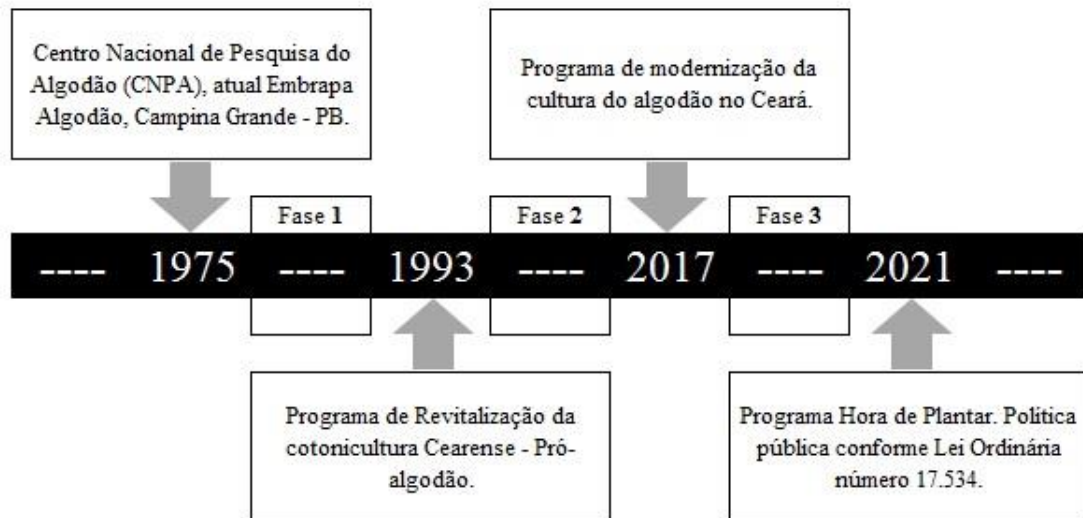 Centro Nacional de Pesquisa do
Algodão (CNPA), atual Embrapa
Algodão, Campina Grande - PB.
Programa de modernização da
cultura do algodão no Ceará.
Fase 1
Fase 2
Fase 3
---- 1975 ---- 1993 ---- 2017 ---- 2021 ----
Programa de Revitalização da
cotonicultura Cearense - Pró-
algodão.
Programa Hora de Plantar. Política
pública conforme Lei Ordinária
número 17.534.